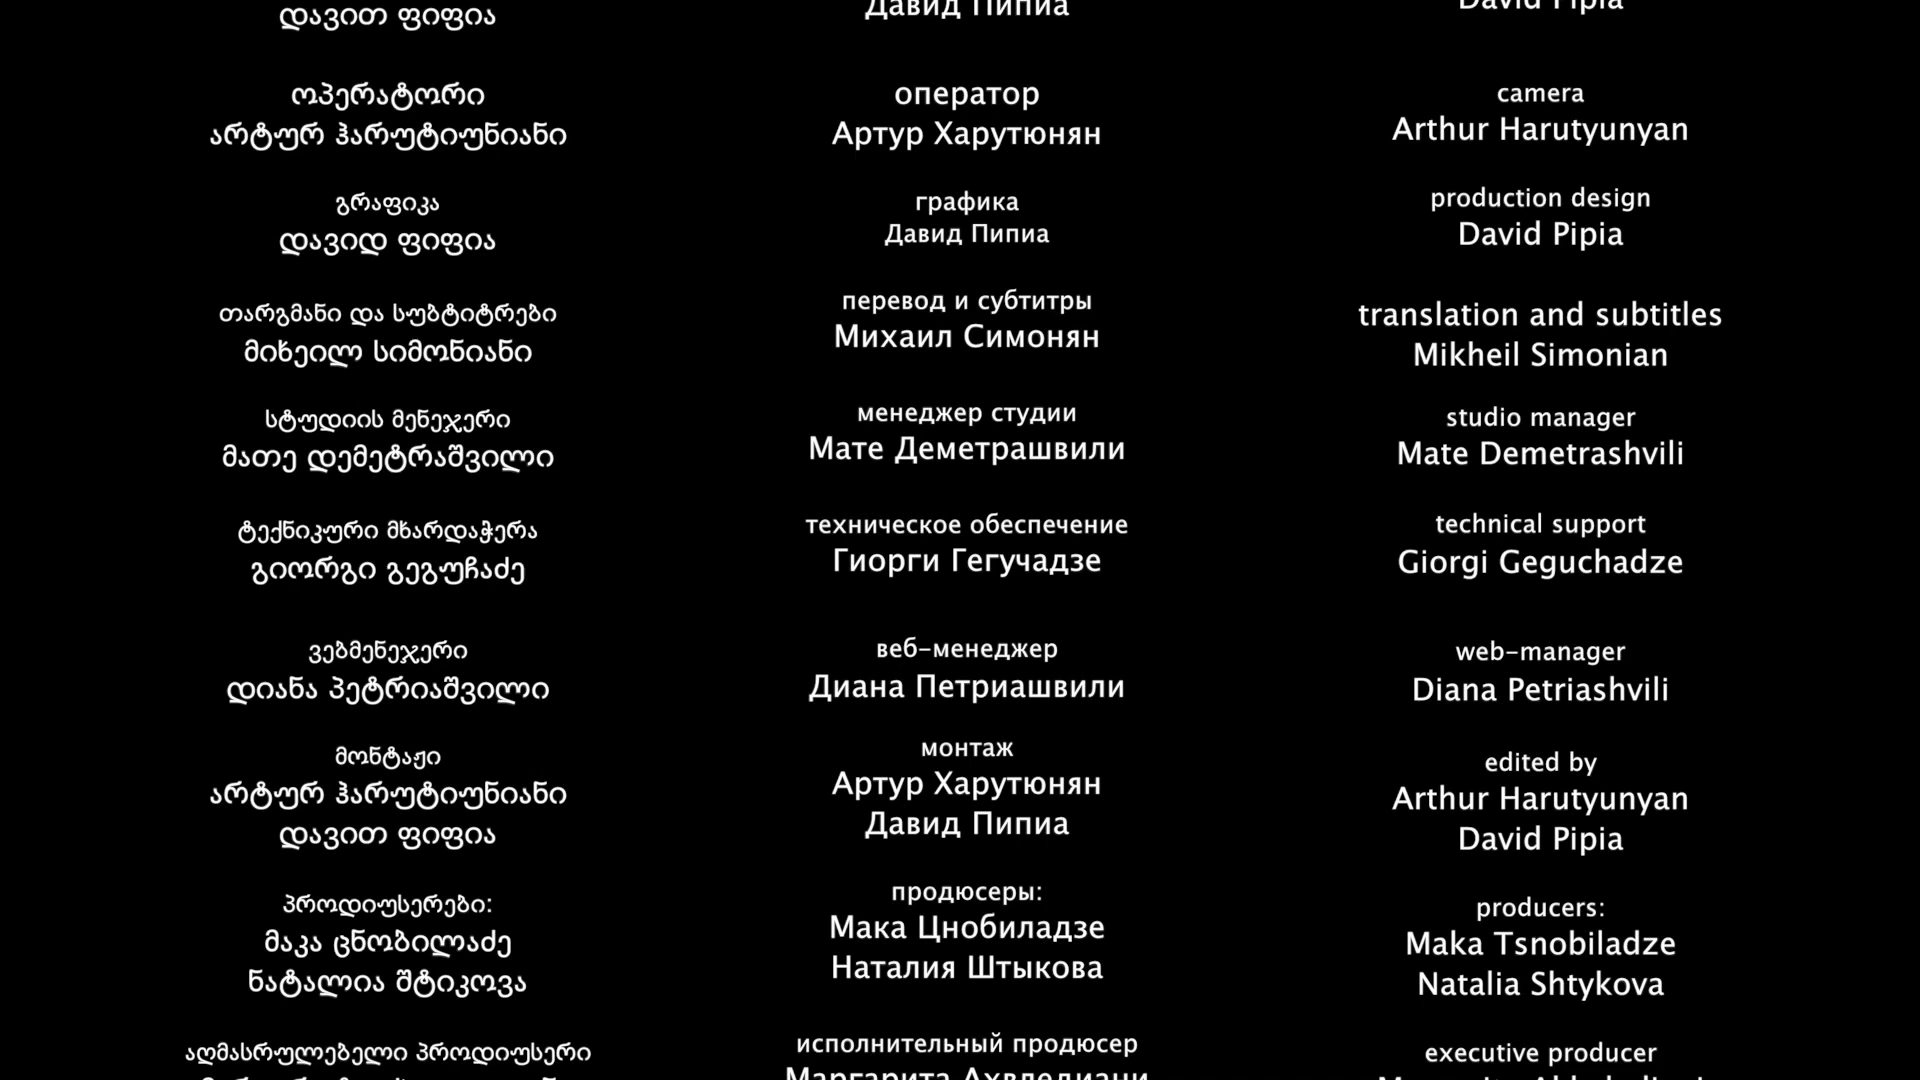 დავით ფიფია
ოპერატორი
არტურ ჰარუტიუნიანი
გრაფიკა
დავიდ ფიფია
თარგმანი და სუბტიტრები
მიხეილ სიმონიანი
სტუდიის მენეჯერი
მათე დემეტრაშვილი
ტექნიკური მხარდაჭერა
გიორგი გეგუჩაძე
ვებმენეჯერი
დიანა პეტრიაშვილი
მონტაჟი
არტურ ჰარუტიუნიანი
დავით ფიფია
პროდიუსერები:
მაკა ცნობილაძე
ნატალია შტიკოვა
აღმასრულებელი პროდიუსერი
Давид Пипиа
оператор
Артур Харутюнян
графика
Давид Пипиа
перевод и субтитры
Михаил Симонян
менеджер студии
Мате Деметрашвили
техническое обеспечение
Гиорги Гегучадзе
веб-менеджер
Диана Петриашвили
монтаж
Артур Харутюнян
Давид Пипиа
продюсеры:
Мака Цнобиладзе
Наталия Штыкова
исполнительный продюсер
Маргарита Ахвледиани
David Pipia
camera
Arthur Harutyunyan
production design
David Pipia
translation and subtitles
Mikheil Simonian
studio manager
Mate Demetrashvili
technical support
Giorgi Geguchadze
web-manager
Diana Petriashvili
edited by
Arthur Harutyunyan
David Pipia
producers:
Maka Tsnobiladze
Natalia Shtykova
executive producer